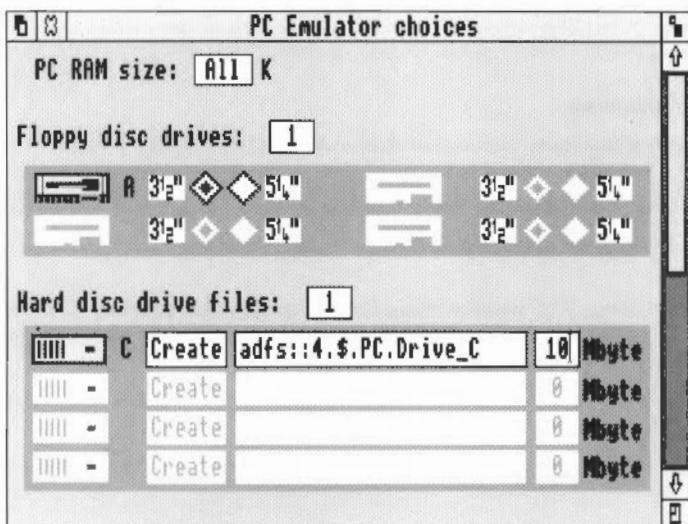 PC Emulator choices
PC RAM size: All K
Floppy disc drives: 1
A 3½" 5¼" 3½" 5¼"
3½" 5¼" 3½" 5¼"
Hard disc drive files: 1
C Create adfs::4.$.PC.Drive_C 10 Mbyte
Create 0 Mbyte
Create 0 Mbyte
Create 0 Mbyte